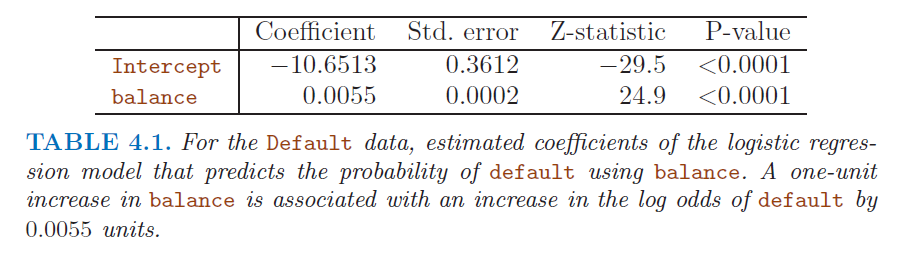 Coefficient Std. error Z-statistic P-value
Intercept −10.6513 0.3612 −29.5 <0.0001
balance 0.0055 0.0002 24.9 <0.0001
TABLE 4.1. For the Default data, estimated coefficients of the logistic regres-
sion model that predicts the probability of default using balance. A one-unit
increase in balance is associated with an increase in the log odds of default by
0.0055 units.